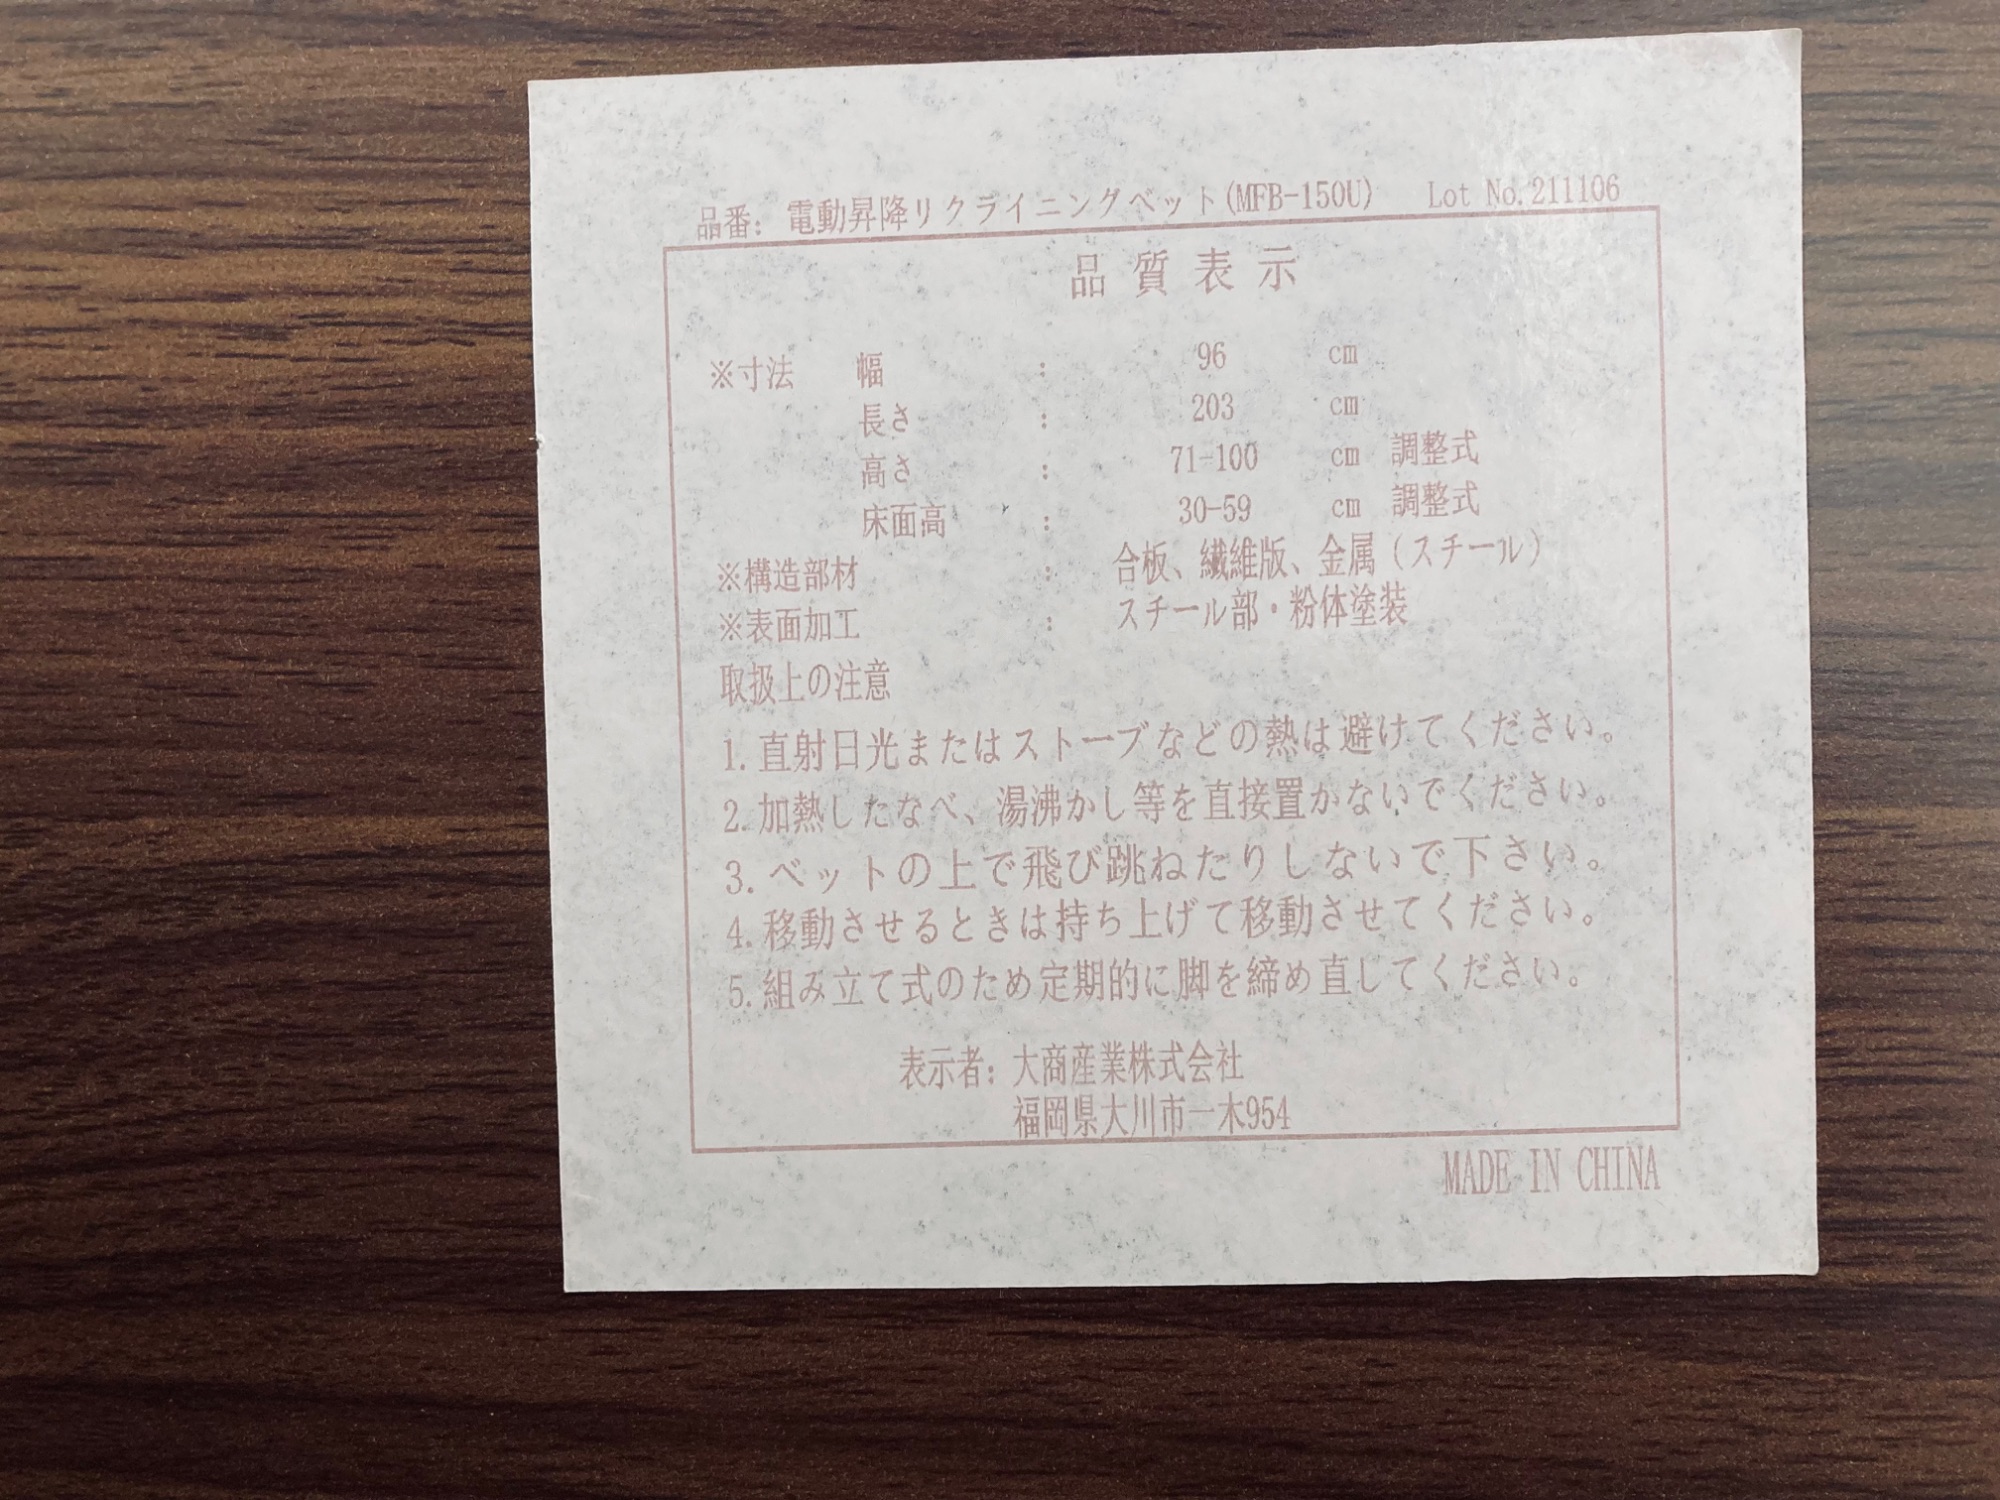 品番: 電動昇降リクライニングベット(MFB-150U) Lot No.211106
品質表示
※寸法 幅 : 96 cm
長さ : 203 cm
高さ : 71-100 cm 調整式
床面高 : 30-59 cm 調整式
※構造部材 : 合板、繊維版、金属(スチール)
※表面加工 : スチール部・粉体塗装
取扱上の注意
1. 直射日光またはストーブなどの熱は避けてください。
2. 加熱したなべ、湯沸かし等を直接置かないでください。
3. ベットの上で飛び跳ねたりしないで下さい。
4. 移動させるときは持ち上げて移動させてください。
5. 組み立て式のため定期的に脚を締め直してください。
表示者: 大商産業株式会社
福岡県大川市一木954
MADE IN CHINA